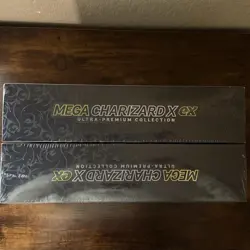 MEGA CHARIZARD X ex
ULTRA-PREMIUM COLLECTION
MEGA CHARIZARD X ex
ULTRA-PREMIUM COLLECTION